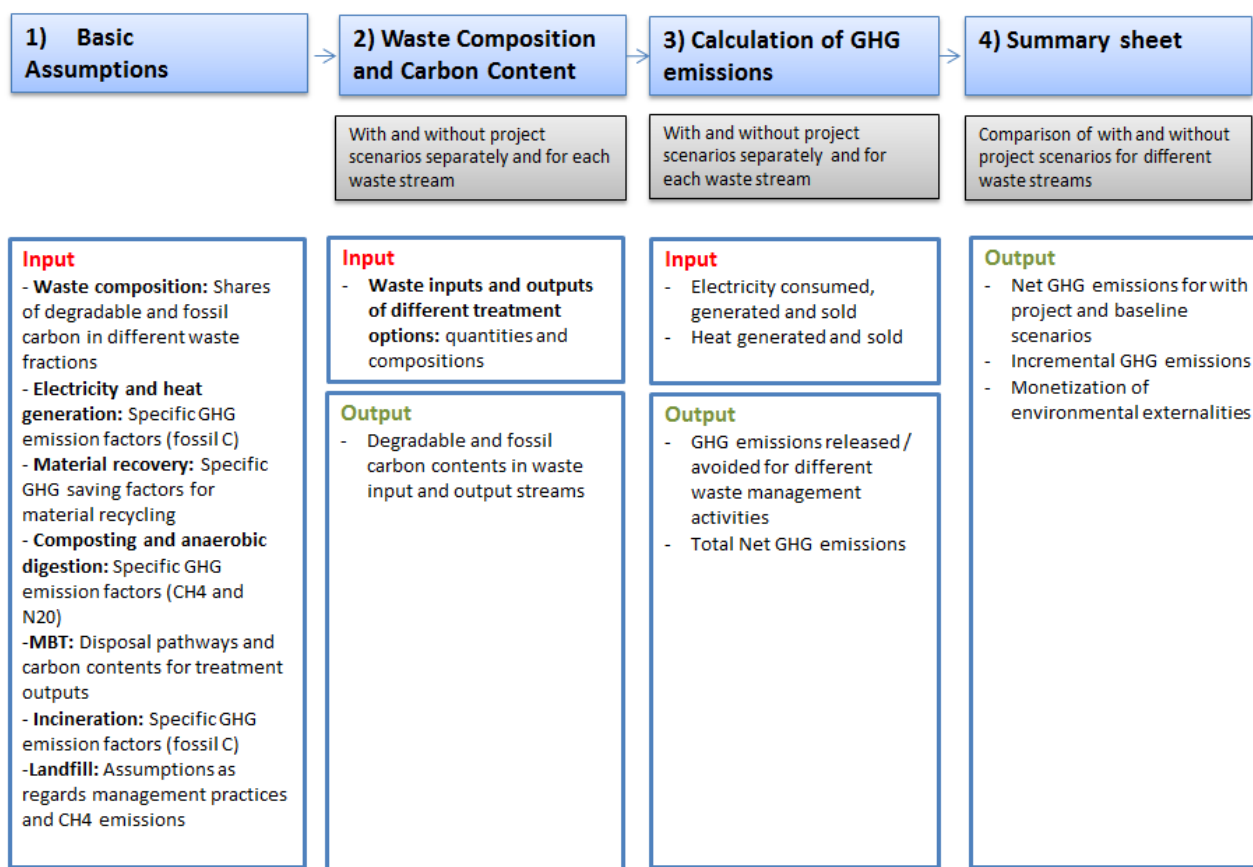 1) Basic
Assumptions
2) Waste Composition
and Carbon Content
3) Calculation of GHG
emissions
4) Summary sheet
With and without project
scenarios separately and for each
waste stream
With and without project
scenarios separately and for
each waste stream
Comparison of with and without
project scenarios for different
waste streams
Input
- Waste composition: Shares
of degradable and fossil
carbon in different waste
fractions
- Electricity and heat
generation: Specific GHG
emission factors (fossil C)
- Material recovery: Specific
GHG saving factors for
material recycling
- Composting and anaerobic
digestion: Specific GHG
emission factors (CH4 and
N20)
-MBT: Disposal pathways and
carbon contents for treatment
outputs
- Incineration: Specific GHG
emission factors (fossil C)
-Landfill: Assumptions as
regards management practices
and CH4 emissions
Input
- Waste inputs and outputs
of different treatment
options: quantities and
compositions
Output
- Degradable and fossil
carbon contents in waste
input and output streams
Input
- Electricity consumed,
generated and sold
- Heat generated and sold
Output
- GHG emissions released /
avoided for different
waste management
activities
- Total Net GHG emissions
Output
- Net GHG emissions for with
project and baseline
scenarios
- Incremental GHG emissions
- Monetization of
environmental externalities